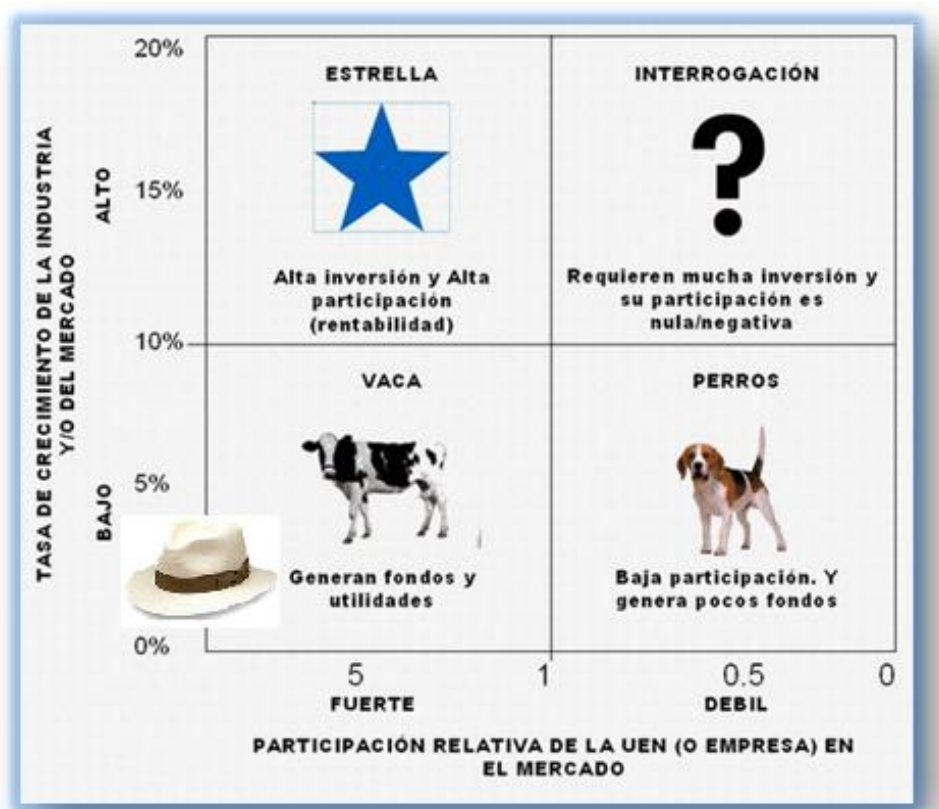 TASA DE CRECIMIENTO DE LA INDUSTRIA
Y/O DEL MERCADO
ALTO
BAJO
20%
15%
10%
5%
0%
ESTRELLA
Alta inversión y Alta
participación
(rentabilidad)
INTERROGACIÓN
?
Requieren mucha inversión y
su participación es
nula/negativa
VACA
Generan fondos y
utilidades
PERROS
Baja participación. Y
genera pocos fondos
5
1
0.5
0
FUERTE
DEBIL
PARTICIPACIÓN RELATIVA DE LA UEN (O EMPRESA) EN
EL MERCADO